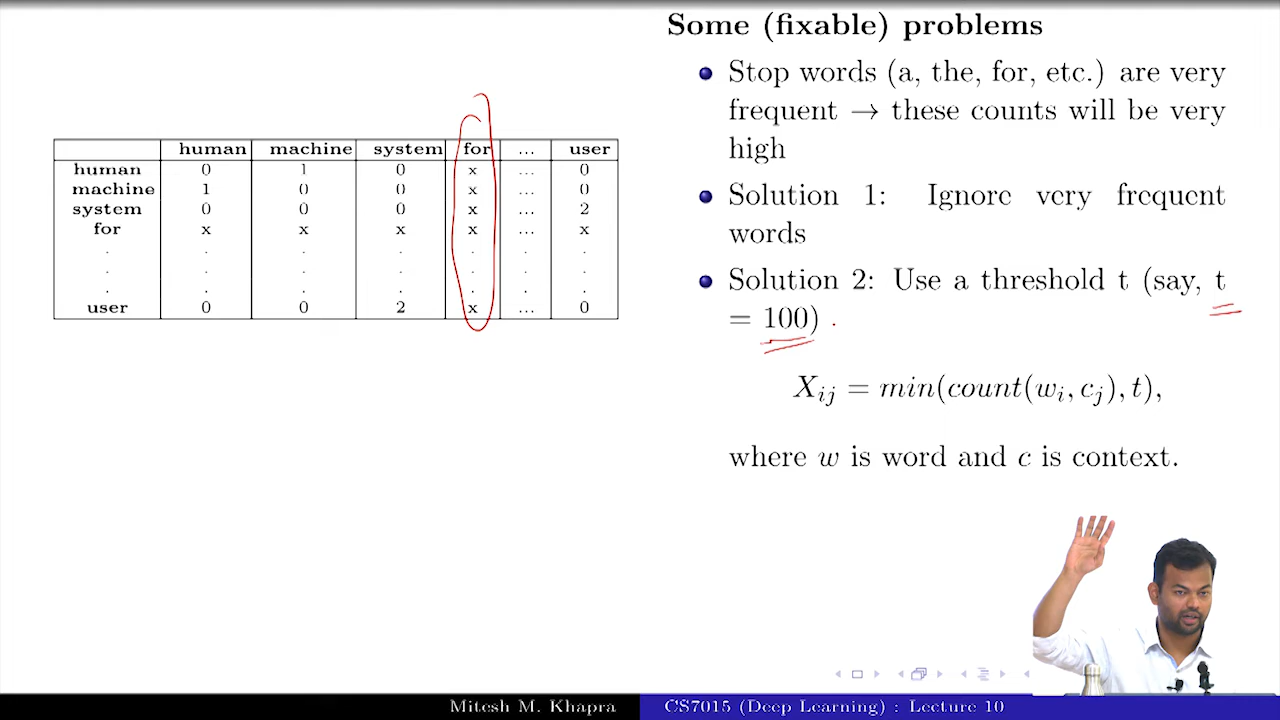 Some (fixable) problems
Stop words (a, the, for, etc.) are very
frequent → these counts will be very
high
Solution 1: Ignore very frequent
words
Solution 2: Use a threshold t (say, t
= 100)
X_{ij} = min(count(w_i, c_j), t),
where w is word and c is context.
human machine system for ... user
human 0 1 0 x ... 0
machine 1 0 0 x ... 0
system 0 0 0 x ... 2
for x x x x ... x
. . . . . .
. . . . . .
. . . . . .
user 0 0 2 x ... 0
Mitesh M. Khapra
CS7015 (Deep Learning) : Lecture 10